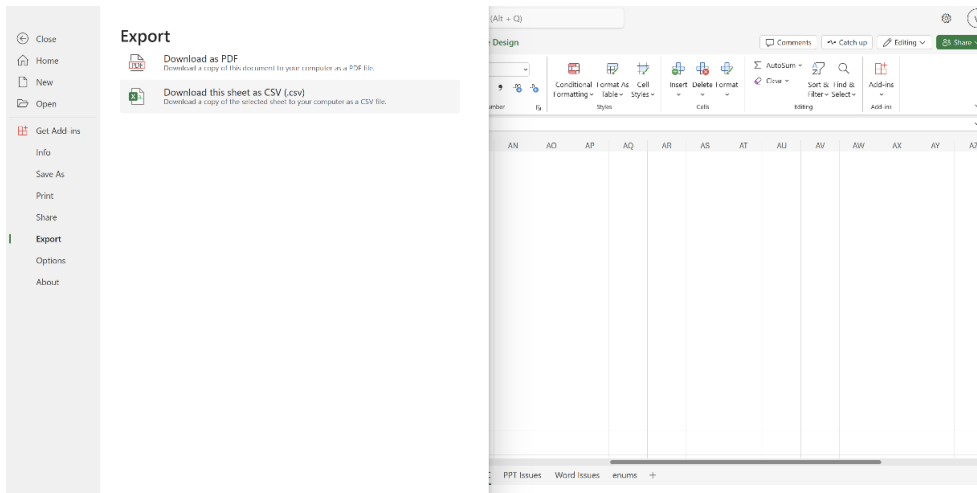 Close
Home
New
Open
Get Add-ins
Info
Save As
Print
Share
Export
Options
About
Export
Download as PDF
Download a copy of this document to your computer as a PDF file.
Download this sheet as CSV (.csv)
Download a copy of the selected sheet to your computer as a CSV file.
(Alt + Q)
Design
Comments
Catch up
Editing
Share
Conditional Formatting
Format As Table
Cell Styles
Styles
Insert
Delete
Format
Cells
AutoSum
Clear
Sort & Filter
Find & Select
Editing
Add-ins
Add-ins
AN AO AP AQ AR AS AT AU AV AW AX AY AZ
PPT Issues Word Issues enums +